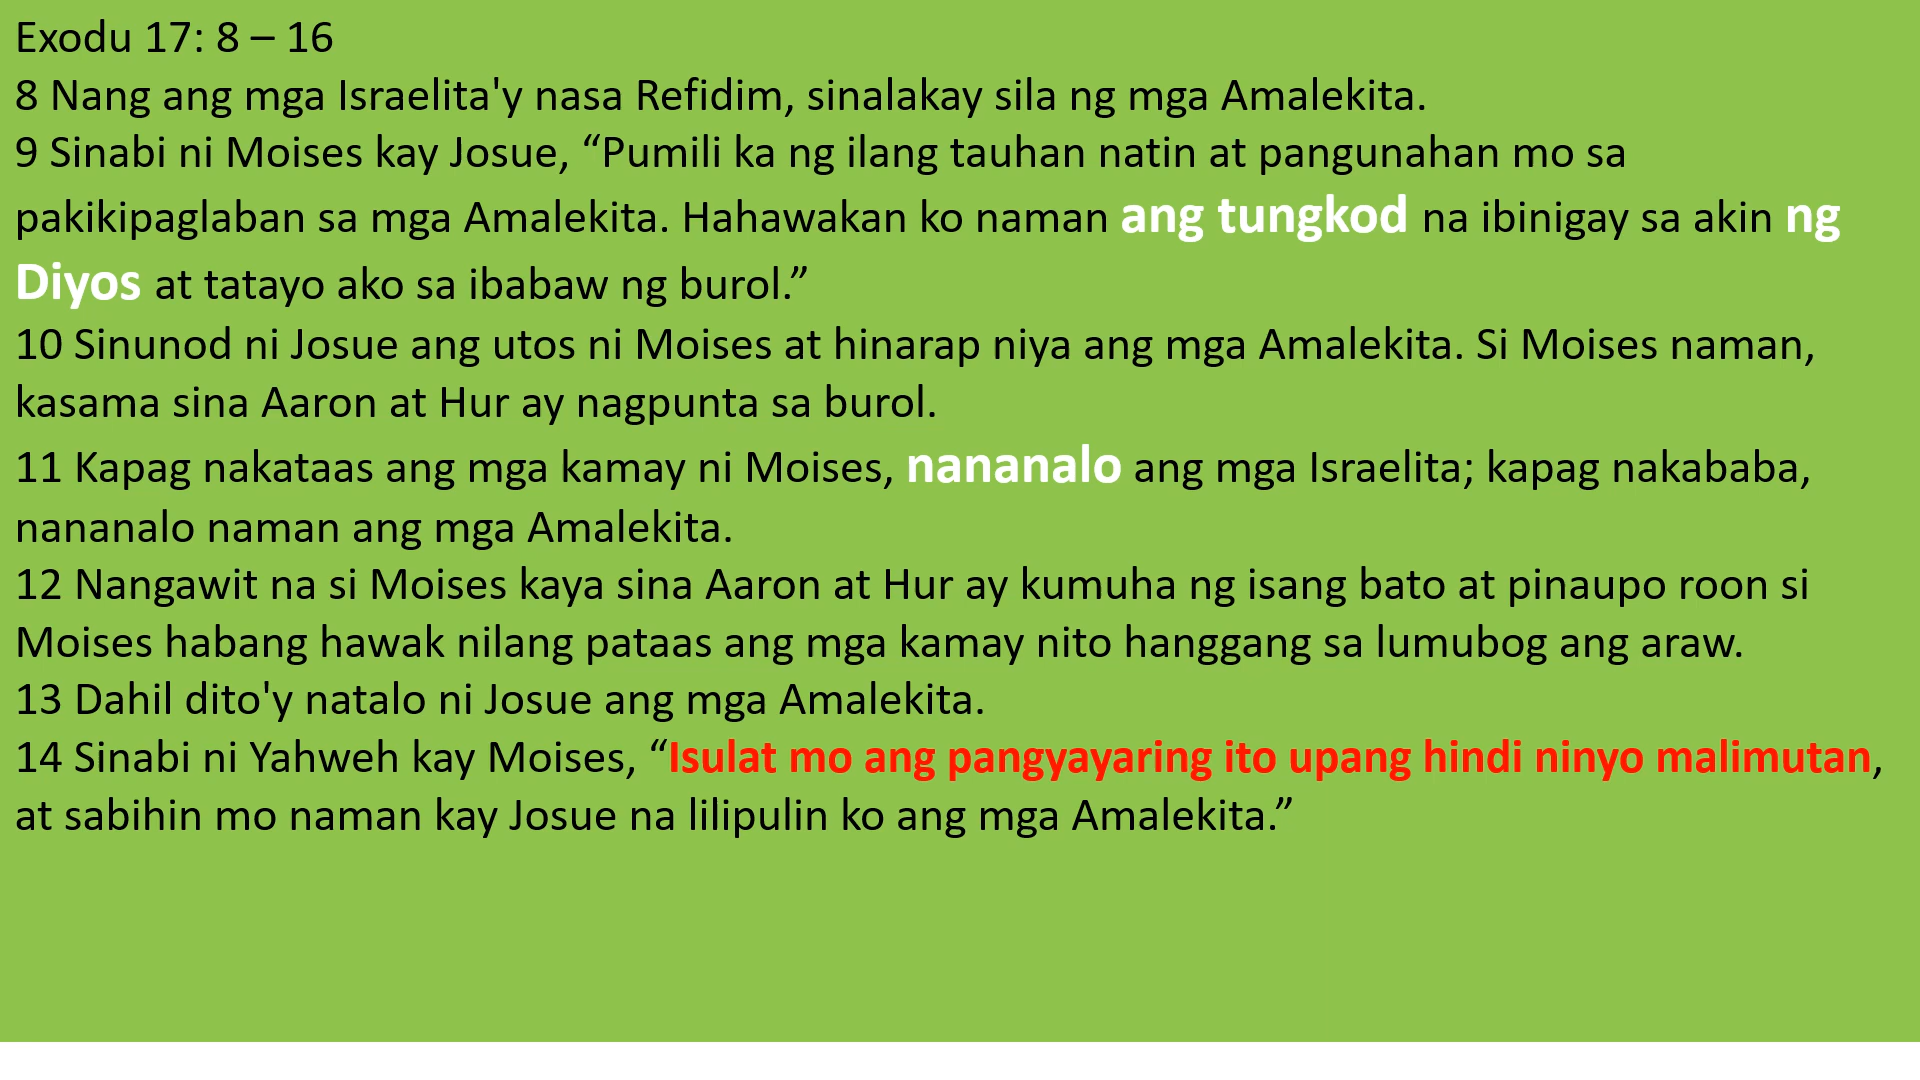 Exodu 17: 8 – 16
8 Nang ang mga Israelita'y nasa Refidim, sinalakay sila ng mga Amalekita.
9 Sinabi ni Moises kay Josue, “Pumili ka ng ilang tauhan natin at pangunahan mo sa
pakikipaglaban sa mga Amalekita. Hahawakan ko naman ang tungkod na ibinigay sa akin ng
Diyos at tatayo ako sa ibabaw ng burol.”
10 Sinunod ni Josue ang utos ni Moises at hinarap niya ang mga Amalekita. Si Moises naman,
kasama sina Aaron at Hur ay nagpunta sa burol.
11 Kapag nakataas ang mga kamay ni Moises, nananalo ang mga Israelita; kapag nakababa,
nananalo naman ang mga Amalekita.
12 Nangawit na si Moises kaya sina Aaron at Hur ay kumuha ng isang bato at pinaupo roon si
Moises habang hawak nilang pataas ang mga kamay nito hanggang sa lumubog ang araw.
13 Dahil dito'y natalo ni Josue ang mga Amalekita.
14 Sinabi ni Yahweh kay Moises, “Isulat mo ang pangyayaring ito upang hindi ninyo malimutan,
at sabihin mo naman kay Josue na lilipulin ko ang mga Amalekita.”